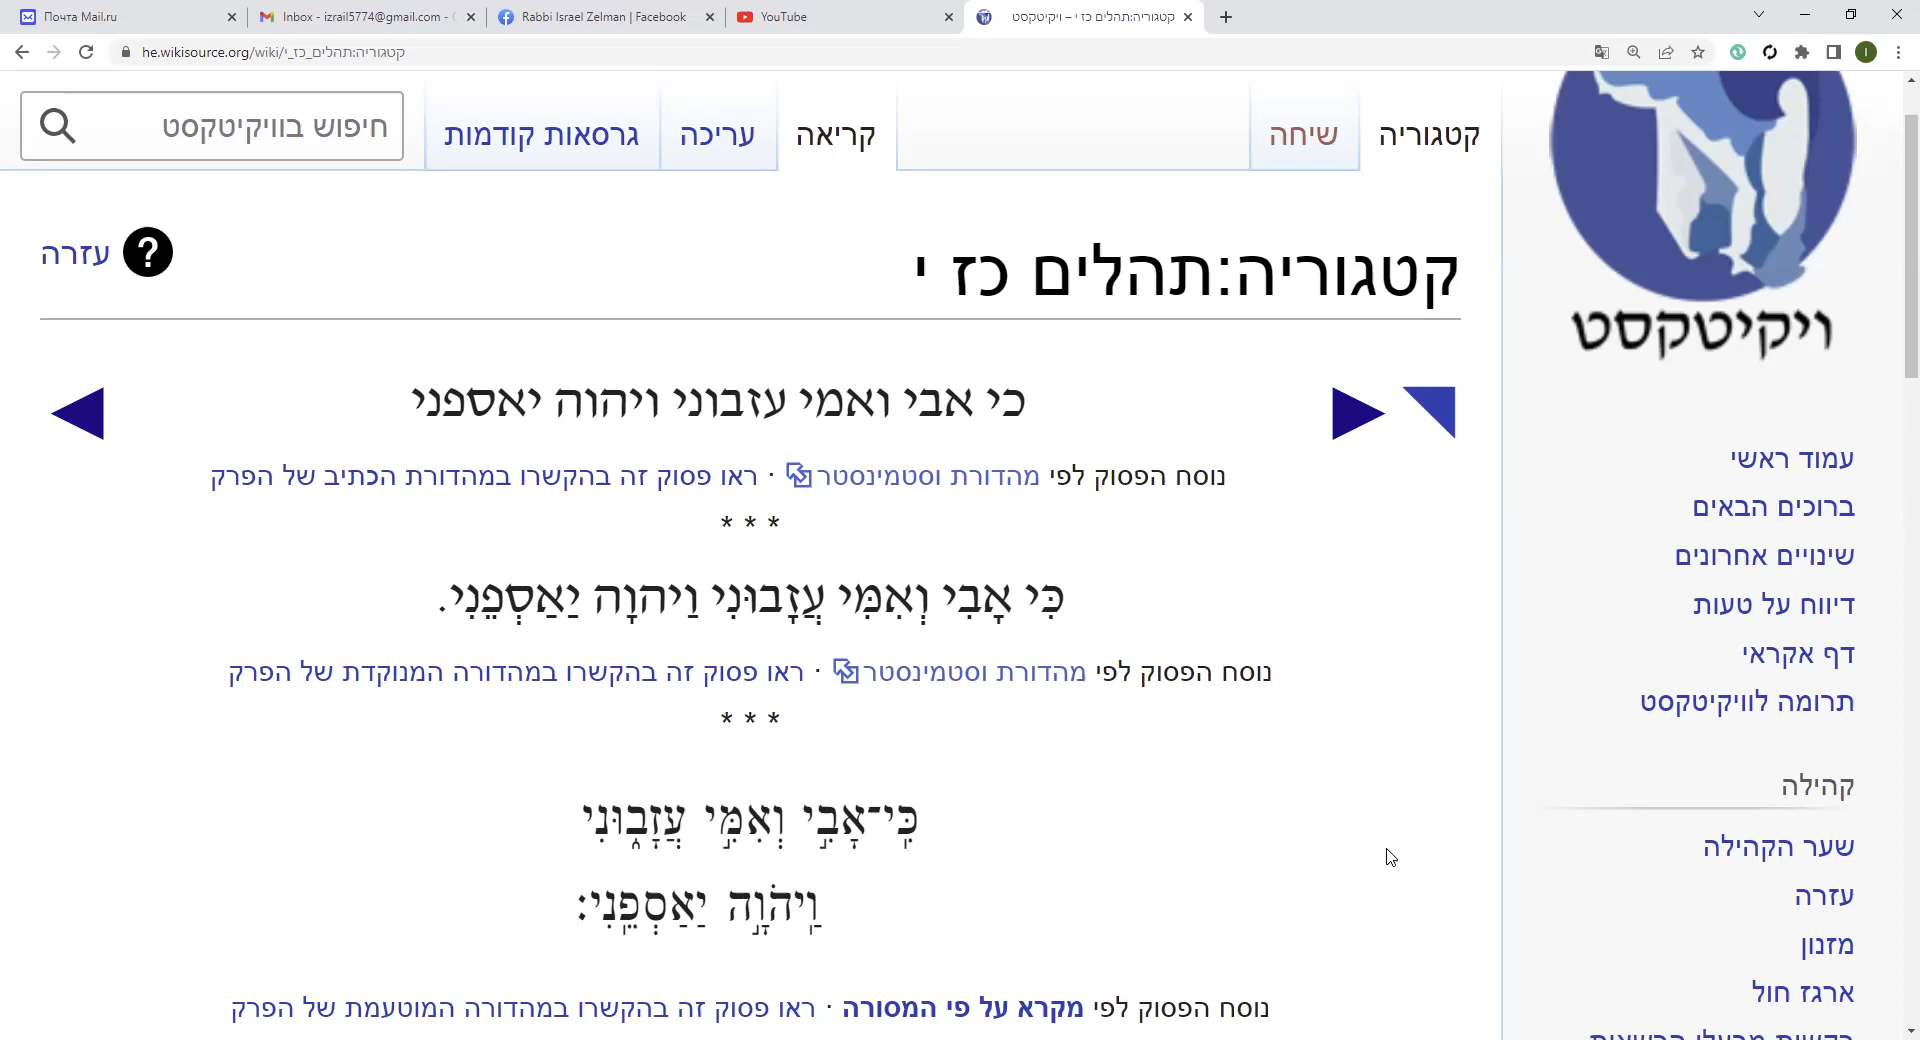 Почта Mail.ru
Inbox - izrail5774@gmail.com -
Rabbi Israel Zelman | Facebook
YouTube
קטגוריה:תהלים כז י – ויקיטקסט
he.wikisource.org/wiki/קטגוריה:תהלים_כז_י
I
קטגוריה
שיחה
קריאה
עריכה
גרסאות קודמות
חיפוש בוויקיטקסט
ויקיטקסט
קטגוריה:תהלים כז י
? עזרה
כי אבי ואמי עזבוני ויהוה יאספני
נוסח הפסוק לפי מהדורת וסטמינסטר · ראו פסוק זה בהקשרו במהדורת הכתיב של הפרק
* * *
כִּי אָבִי וְאִמִּי עֲזָבוּנִי וַיהוָה יַאַסְפֵנִי.
נוסח הפסוק לפי מהדורת וסטמינסטר · ראו פסוק זה בהקשרו במהדורה המנוקדת של הפרק
* * *
כִּֽי־אָבִ֣י וְאִמִּ֣י עֲזָב֑וּנִי
וַֽיהֹוָ֣ה יַאַסְפֵֽנִי׃
נוסח הפסוק לפי מקרא על פי המסורה · ראו פסוק זה בהקשרו במהדורה המוטעמת של הפרק
עמוד ראשי
ברוכים הבאים
שינויים אחרונים
דיווח על טעות
דף אקראי
תרומה לוויקיטקסט
קהילה
שער הקהילה
עזרה
מזנון
ארגז חול